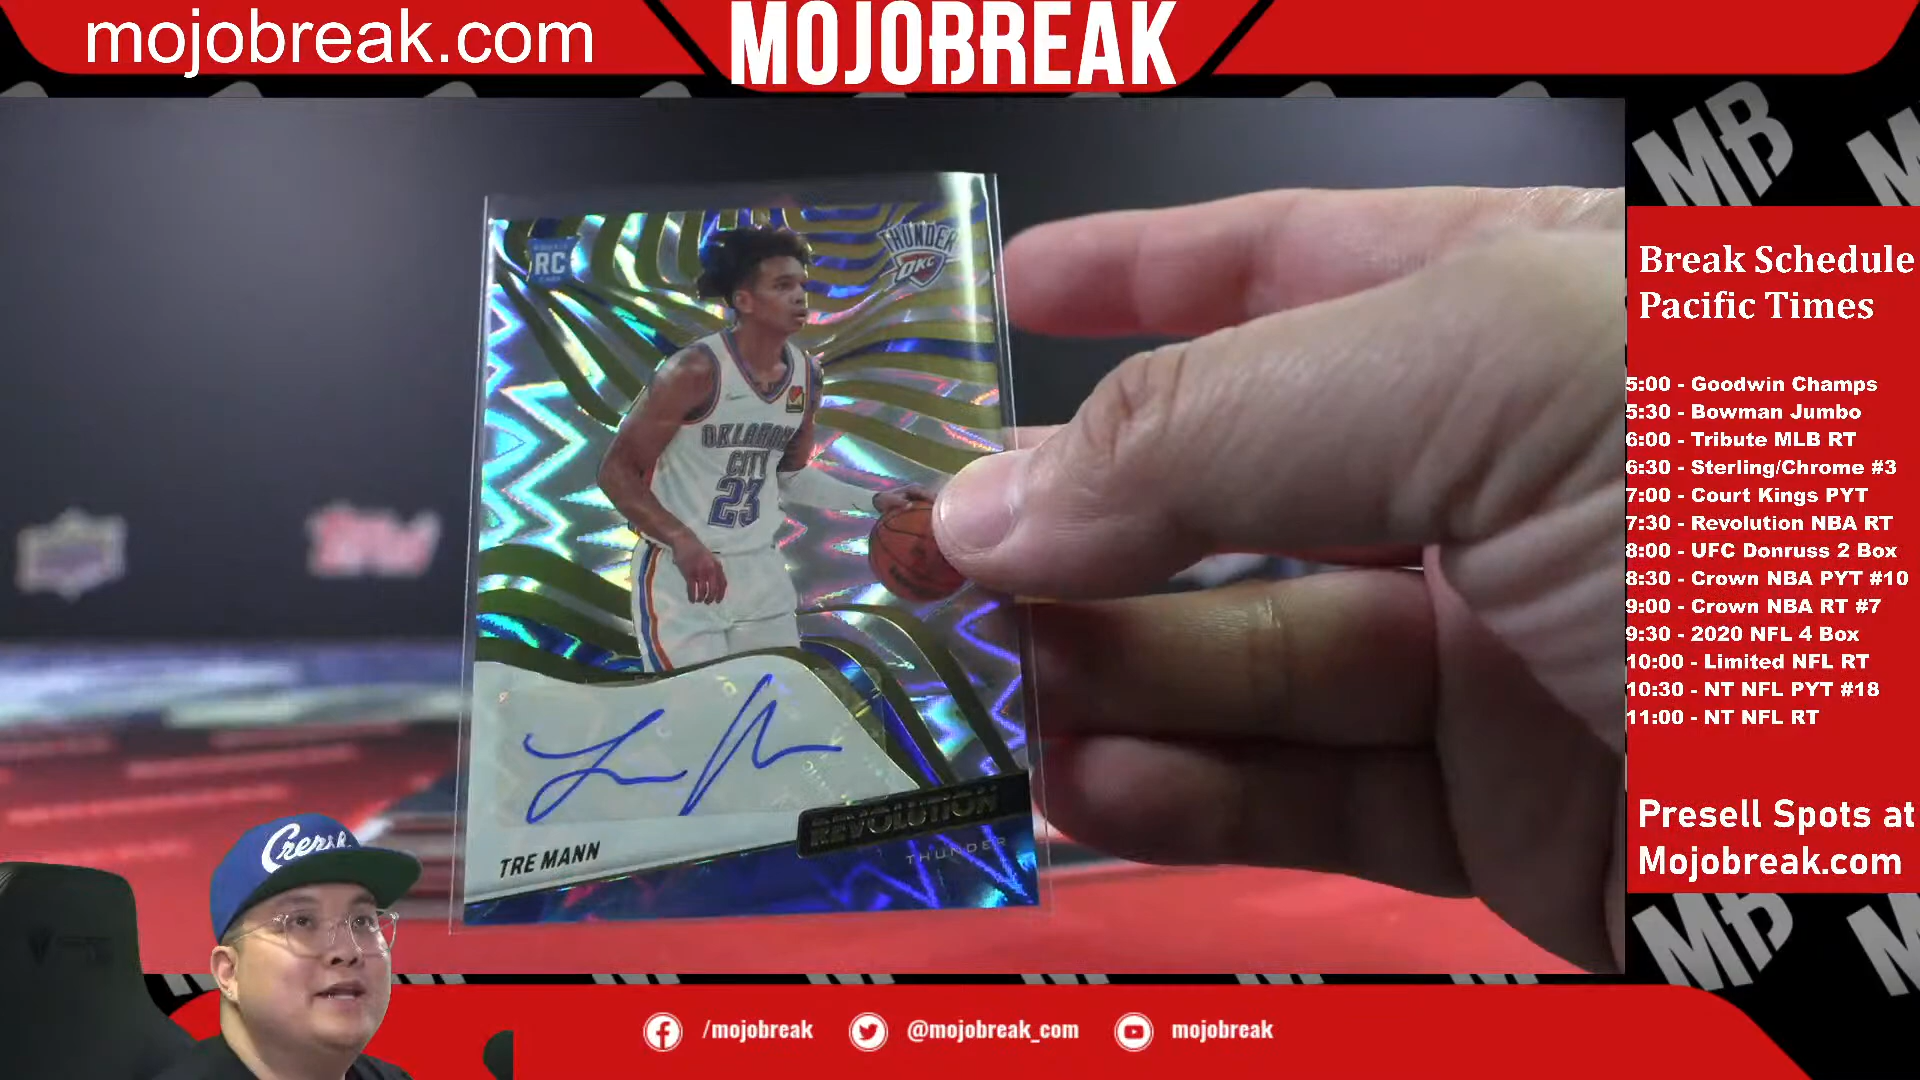 mojobreak.com
MOJOBREAK
MB
RC
THUNDER
OKC
OKLAHOMA
CITY
23
TRE MANN
REVOLUTION
THUNDER
Break Schedule
Pacific Times
5:00 - Goodwin Champs
5:30 - Bowman Jumbo
6:00 - Tribute MLB RT
6:30 - Sterling/Chrome #3
7:00 - Court Kings PYT
7:30 - Revolution NBA RT
8:00 - UFC Donruss 2 Box
8:30 - Crown NBA PYT #10
9:00 - Crown NBA RT #7
9:30 - 2020 NFL 4 Box
10:00 - Limited NFL RT
10:30 - NT NFL PYT #18
11:00 - NT NFL RT
Presell Spots at
Mojobreak.com
MB
/mojobreak
@mojobreak_com
mojobreak